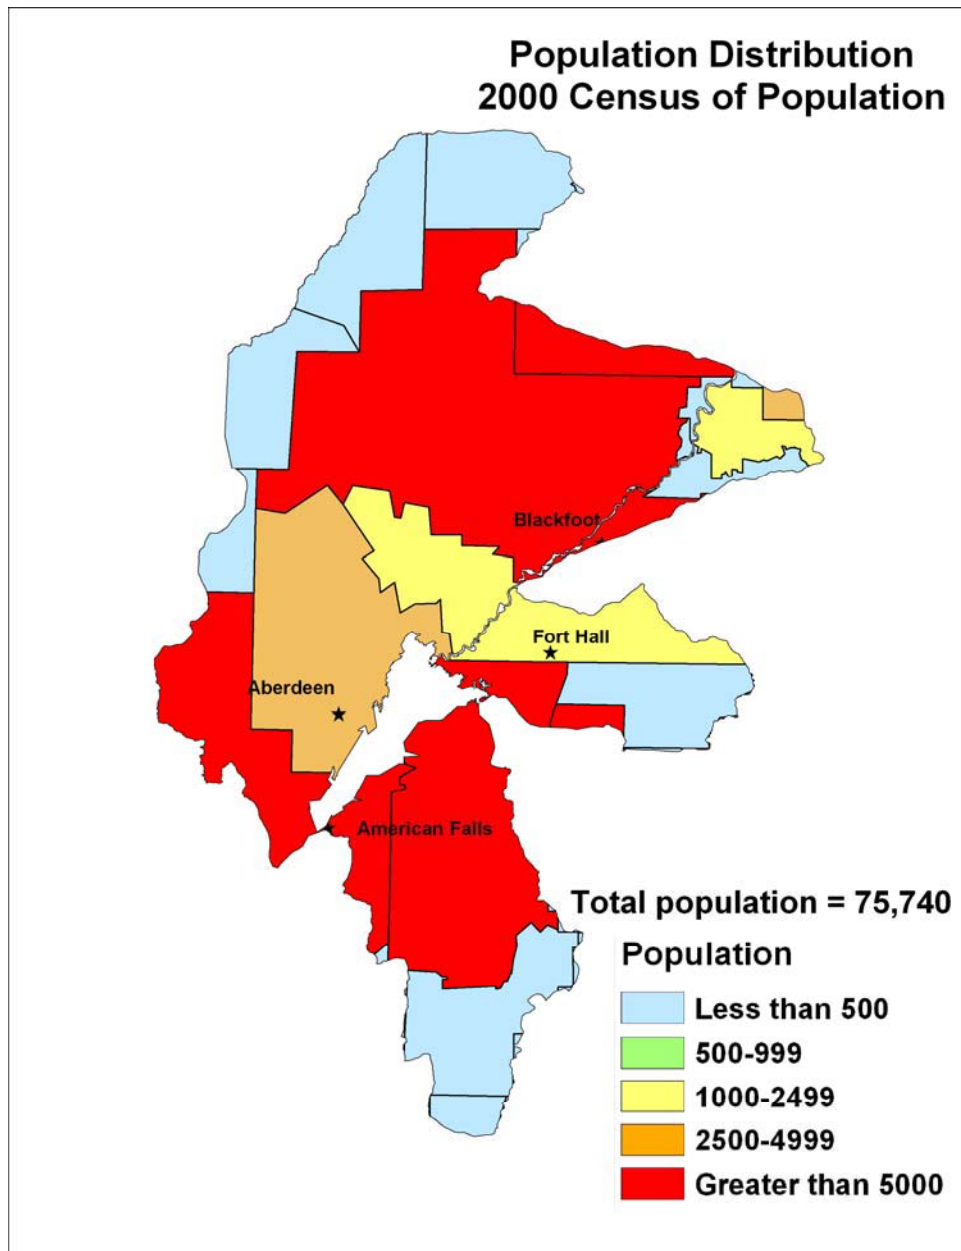 Population Distribution
2000 Census of Population
Blackfoot
Fort Hall
Aberdeen
American Falls
Total population = 75,740
Population
Less than 500
500-999
1000-2499
2500-4999
Greater than 5000